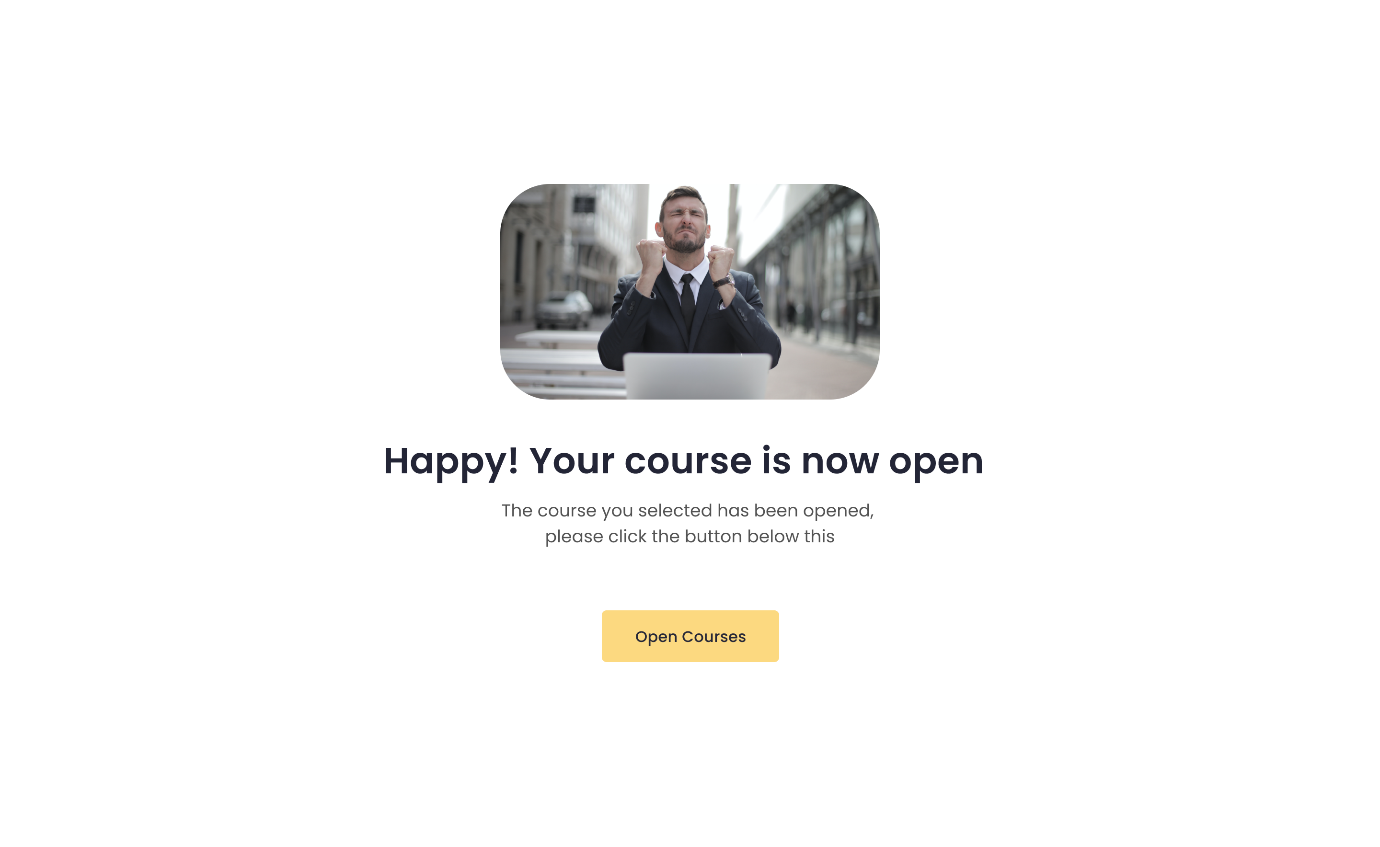 Happy! Your course is now open
The course you selected has been opened,
please click the button below this
Open Courses